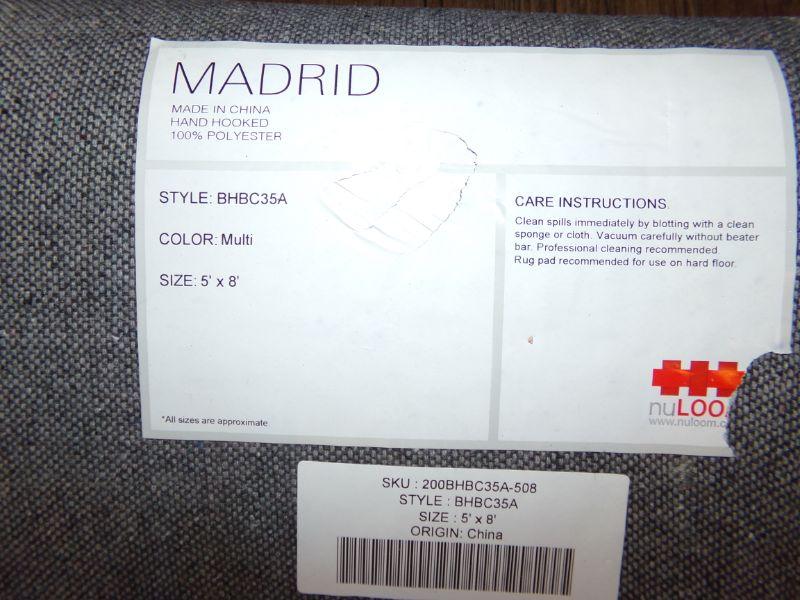 MADRID
MADE IN CHINA
HAND HOOKED
100% POLYESTER
STYLE: BHBC35A
COLOR: Multi
SIZE: 5' x 8'
*All sizes are approximate
CARE INSTRUCTIONS.
Clean spills immediately by blotting with a clean
sponge or cloth. Vacuum carefully without beater
bar. Professional cleaning recommended.
Rug pad recommended for use on hard floor.
nuLOO
www.nuloom.c
SKU : 200BHBC35A-508
STYLE : BHBC35A
SIZE : 5' x 8'
ORIGIN: China